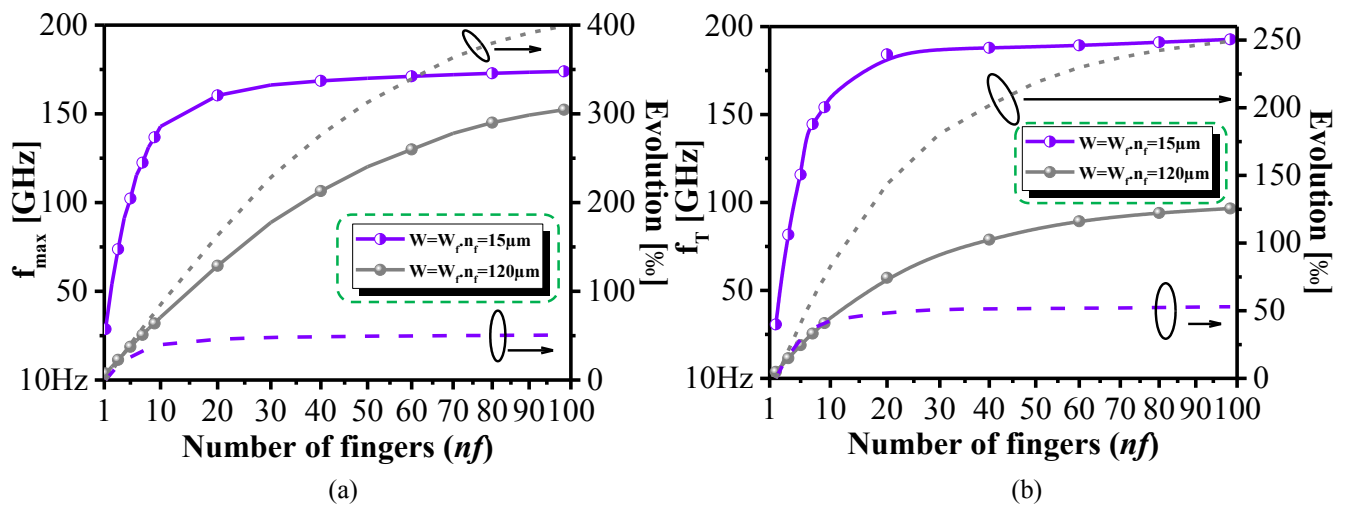 200
150
100
50
10Hz
f_max [GHz]
400
300
200
100
0
Evolution [‰]
W=W_f.n_f=15µm
W=W_f.n_f=120µm
1 10 20 30 40 50 60 70 80 90 100
Number of fingers (nf)
(a)
200
150
100
50
10Hz
f_T [GHz]
250
200
150
100
50
0
Evolution [‰]
W=W_f.n_f=15µm
W=W_f.n_f=120µm
1 10 20 30 40 50 60 70 80 90 100
Number of fingers (nf)
(b)